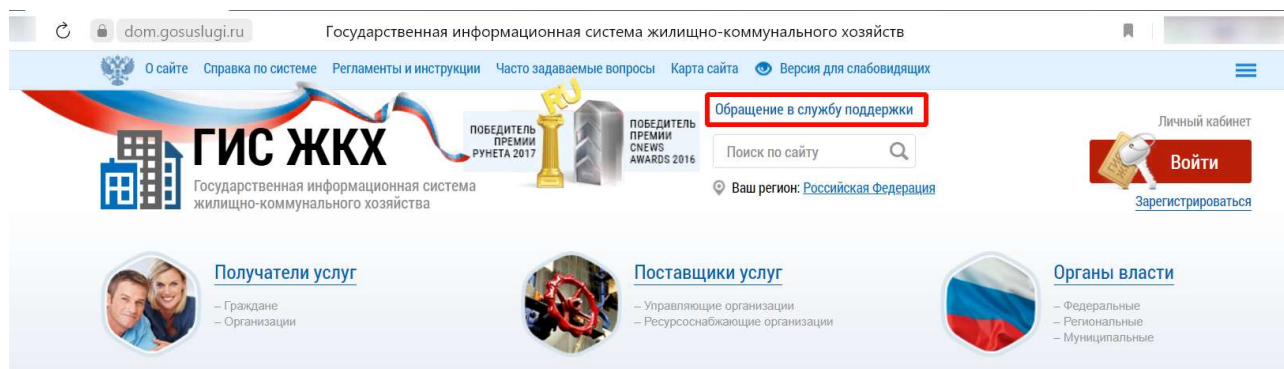 dom.gosuslugi.ru Государственная информационная система жилищно-коммунального хозяйств
О сайте Справка по системе Регламенты и инструкции Часто задаваемые вопросы Карта сайта Версия для слабовидящих
ГИС ЖКХ
Государственная информационная система
жилищно-коммунального хозяйства
ПОБЕДИТЕЛЬ
ПРЕМИИ
РУНЕТА 2017
RU
ПОБЕДИТЕЛЬ
ПРЕМИИ
CNEWS
AWARDS 2016
Обращение в службу поддержки
Поиск по сайту
Ваш регион: Российская Федерация
Личный кабинет
ГИС ЖКХ
Войти
Зарегистрироваться
Получатели услуг
– Граждане
– Организации
Поставщики услуг
– Управляющие организации
– Ресурсоснабжающие организации
Органы власти
– Федеральные
– Региональные
– Муниципальные